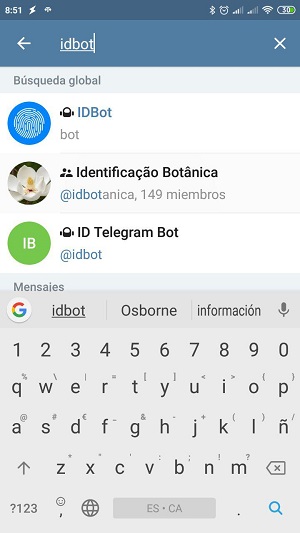 8:51 30
idbot
Búsqueda global
IDBot
bot
Identificação Botânica
@idbotanica, 149 miembros
IB ID Telegram Bot
@idbot
Mensajes
G idbot Osborne información
1 2 3 4 5 6 7 8 9 0
q w e r t y u i o p
a s d f g h j k l ñ
z x c v b n m
?123 , ES • CA .